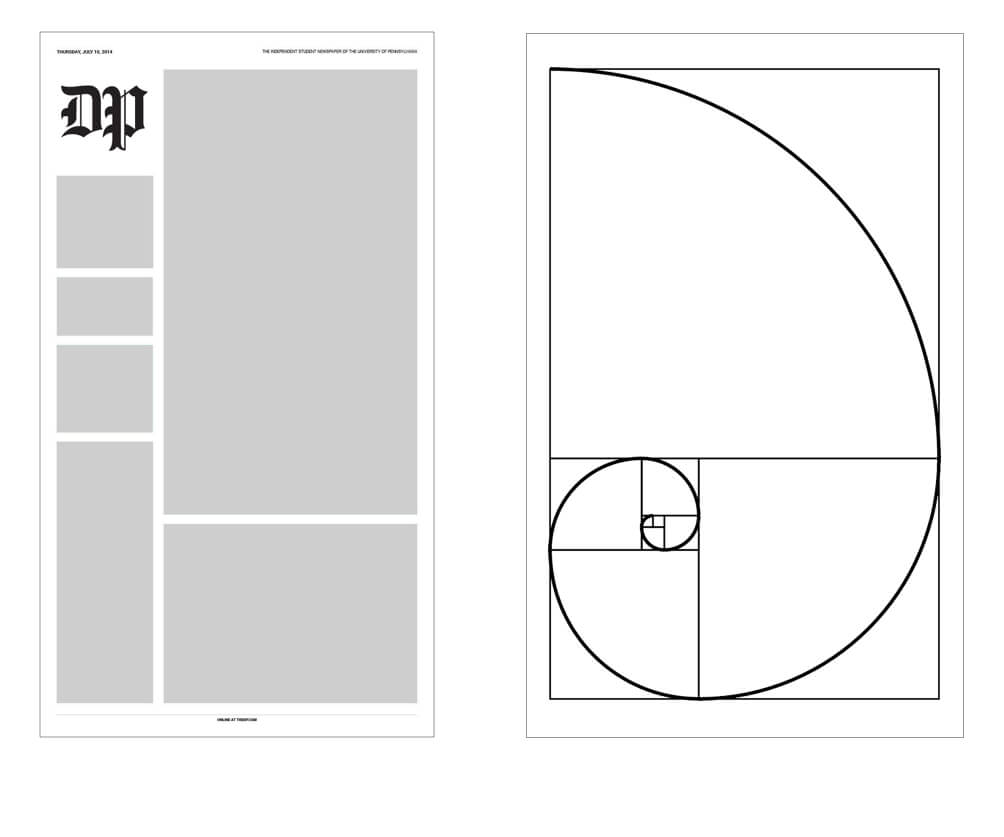 THURSDAY, JULY 10, 2014
THE INDEPENDENT STUDENT NEWSPAPER OF THE UNIVERSITY OF PENNSYLVANIA
DP
ONLINE AT THEDP.COM